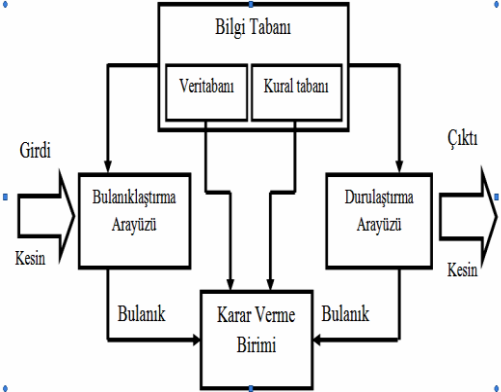 Bilgi Tabanı
Veritabanı
Kural tabanı
Girdi
Kesin
Bulanıklaştırma
Arayüzü
Durulaştırma
Arayüzü
Çıktı
Kesin
Bulanık
Karar Verme
Birimi
Bulanık